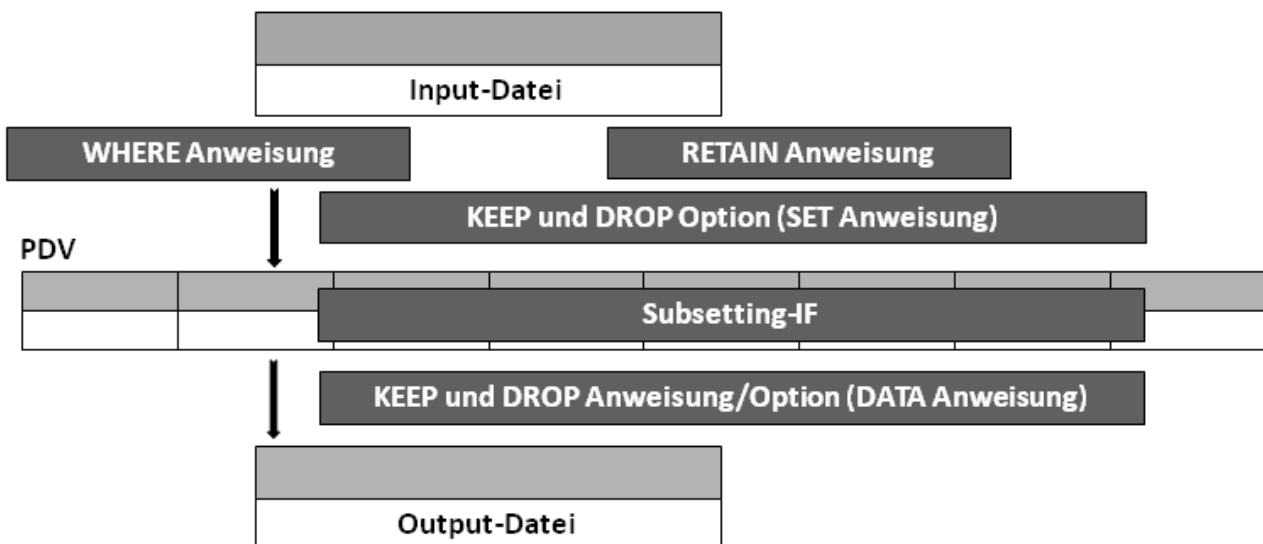 Input-Datei
WHERE Anweisung
RETAIN Anweisung
KEEP und DROP Option (SET Anweisung)
PDV
Subsetting-IF
KEEP und DROP Anweisung/Option (DATA Anweisung)
Output-Datei